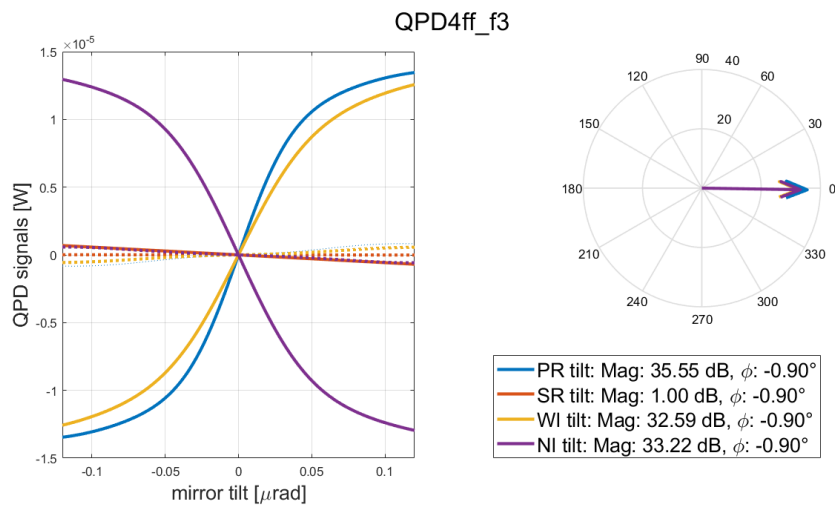 QPD4ff_f3
×10⁻⁵
1.5
1
0.5
0
-0.5
-1
-1.5
QPD signals [W]
-0.1 -0.05 0 0.05 0.1
mirror tilt [μrad]
90 40
120 60
150 20 30
180 0
210 330
240 300
270
PR tilt: Mag: 35.55 dB, ϕ: -0.90°
SR tilt: Mag: 1.00 dB, ϕ: -0.90°
WI tilt: Mag: 32.59 dB, ϕ: -0.90°
NI tilt: Mag: 33.22 dB, ϕ: -0.90°